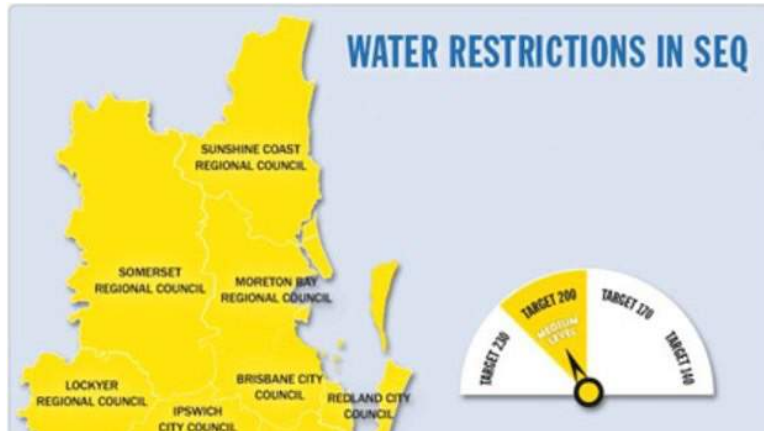 WATER RESTRICTIONS IN SEQ
SUNSHINE COAST
REGIONAL COUNCIL
SOMERSET
REGIONAL COUNCIL
MORETON BAY
REGIONAL COUNCIL
TARGET 230
TARGET 200
MEDIUM
LEVEL
TARGET 170
TARGET 140
LOCKYER
REGIONAL COUNCIL
BRISBANE CITY
COUNCIL
REDLAND CITY
COUNCIL
IPSWICH
CITY COUNCIL